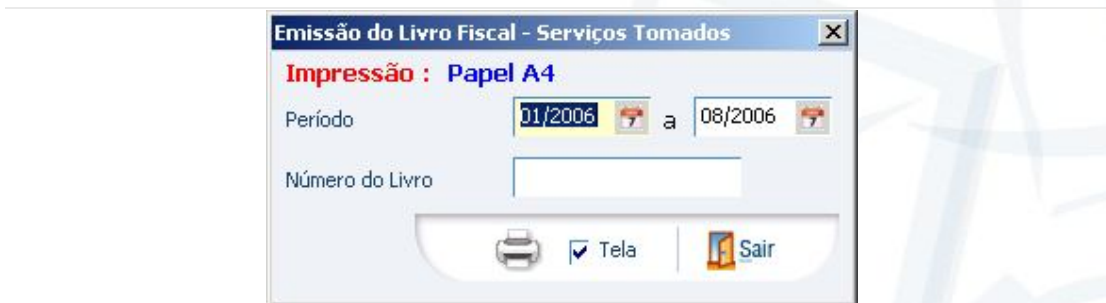 Emissão do Livro Fiscal - Serviços Tomados
Impressão : Papel A4
Período 01/2006 a 08/2006
Número do Livro
Tela Sair